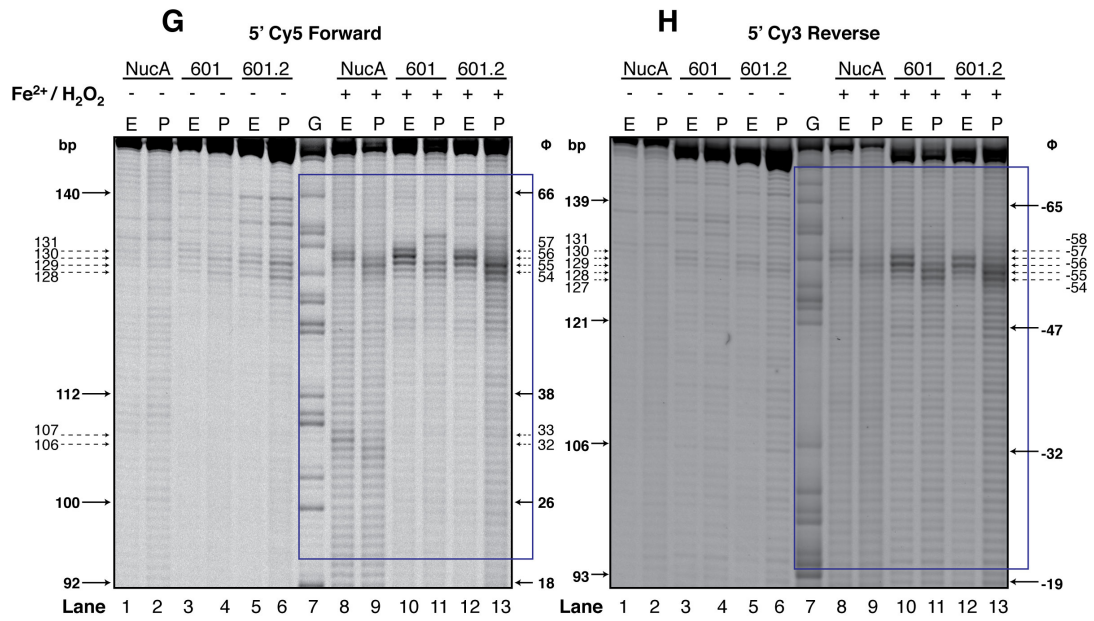 G
5' Cy5 Forward
NucA 601 601.2 NucA 601 601.2
Fe2+ / H2O2 - - - - - - + + + + + +
E P E P E P G E P E P E P
bp Φ
140 66
131 57
130 56
129 55
128 54
112 38
107 33
106 32
100 26
92 18
Lane 1 2 3 4 5 6 7 8 9 10 11 12 13
H
5' Cy3 Reverse
NucA 601 601.2 NucA 601 601.2
- - - - - - + + + + + +
E P E P E P G E P E P E P
bp Φ
139 -65
131 -58
130 -57
129 -56
128 -55
127 -54
121 -47
106 -32
93 -19
Lane 1 2 3 4 5 6 7 8 9 10 11 12 13